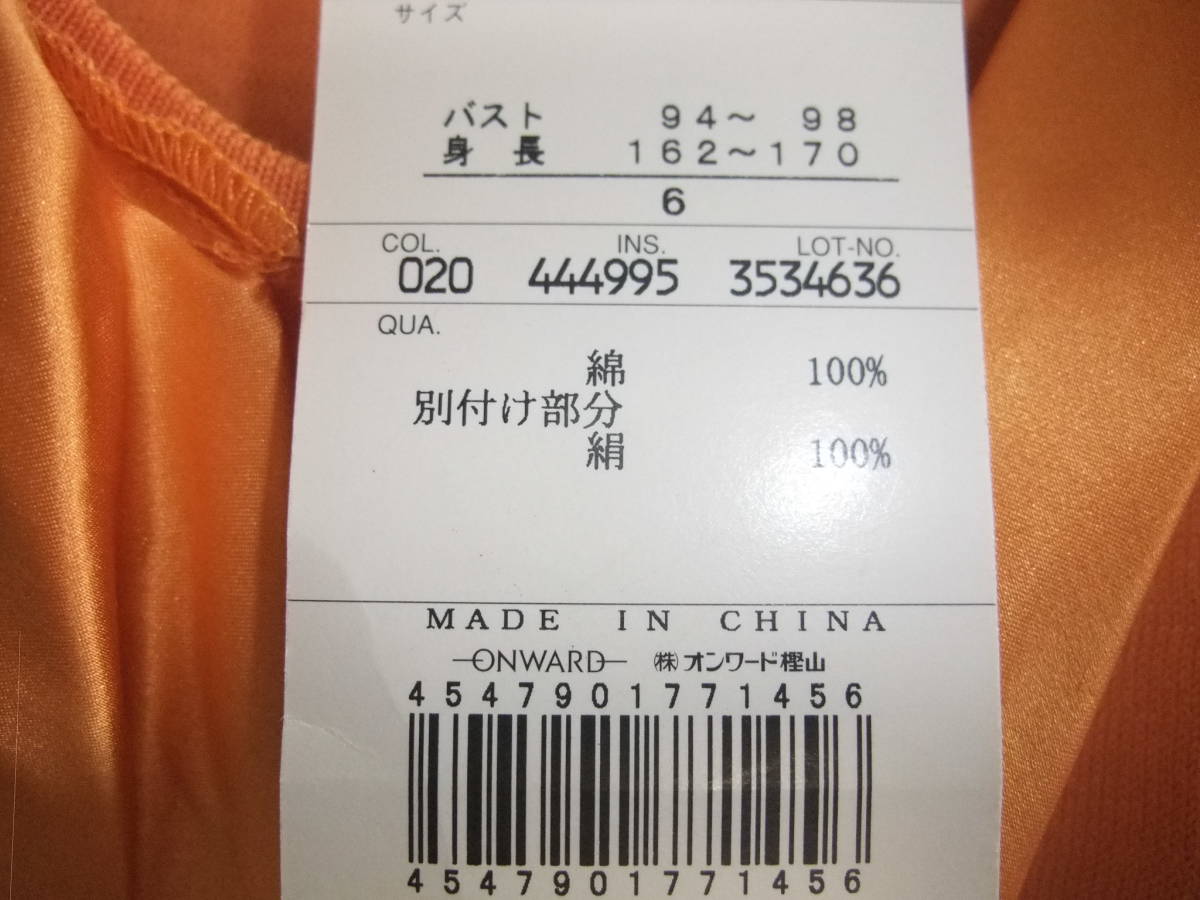 サイズ
バスト 94〜 98
身 長 162〜170
6
COL. INS. LOT-NO.
020 444995 3534636
QUA.
綿 100%
別付け部分
絹 100%
MADE IN CHINA
ONWARD ㈱オンワード樫山
4547901771456
4547901771456